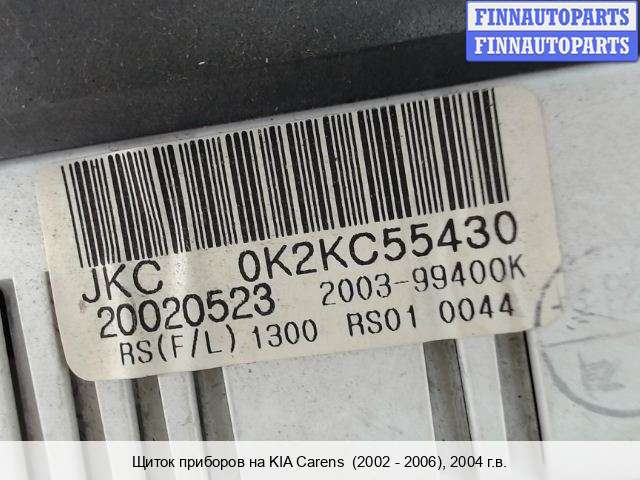 FINNAUTOPARTS
FINNAUTOPARTS
JKC 0K2KC55430
20020523 2003-99400K
RS(F/L) 1300 RS01 0044
Щиток приборов на KIA Carens (2002 - 2006), 2004 г.в.